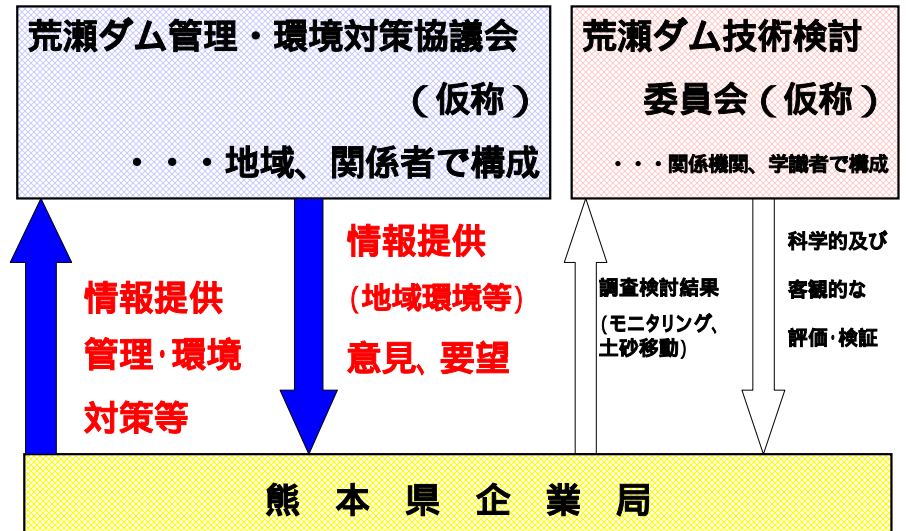 荒瀬ダム管理・環境対策協議会
（仮称）
・・・地域、関係者で構成
荒瀬ダム技術検討
委員会（仮称）
・・・関係機関、学識者で構成
情報提供
管理・環境
対策等
情報提供
(地域環境等)
意見、要望
調査検討結果
(モニタリング、
土砂移動)
科学的及び
客観的な
評価・検証
熊本県企業局